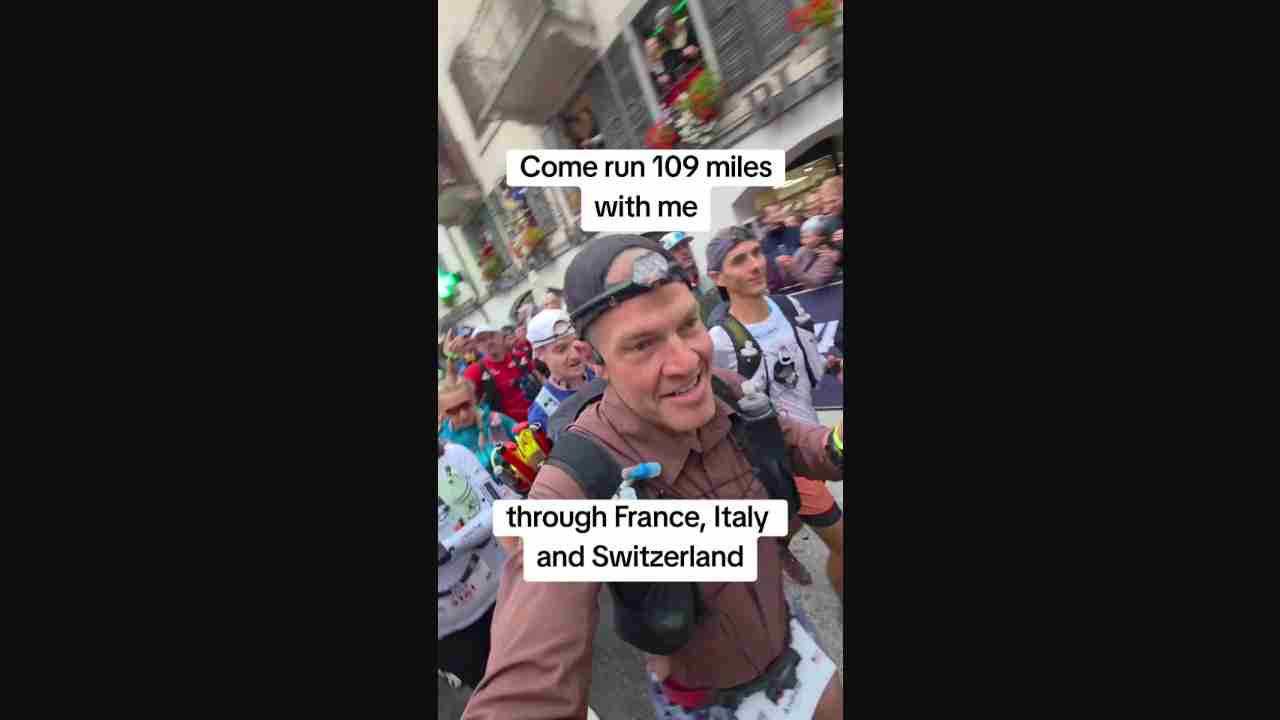 Come run 109 miles
with me
through France, Italy
and Switzerland